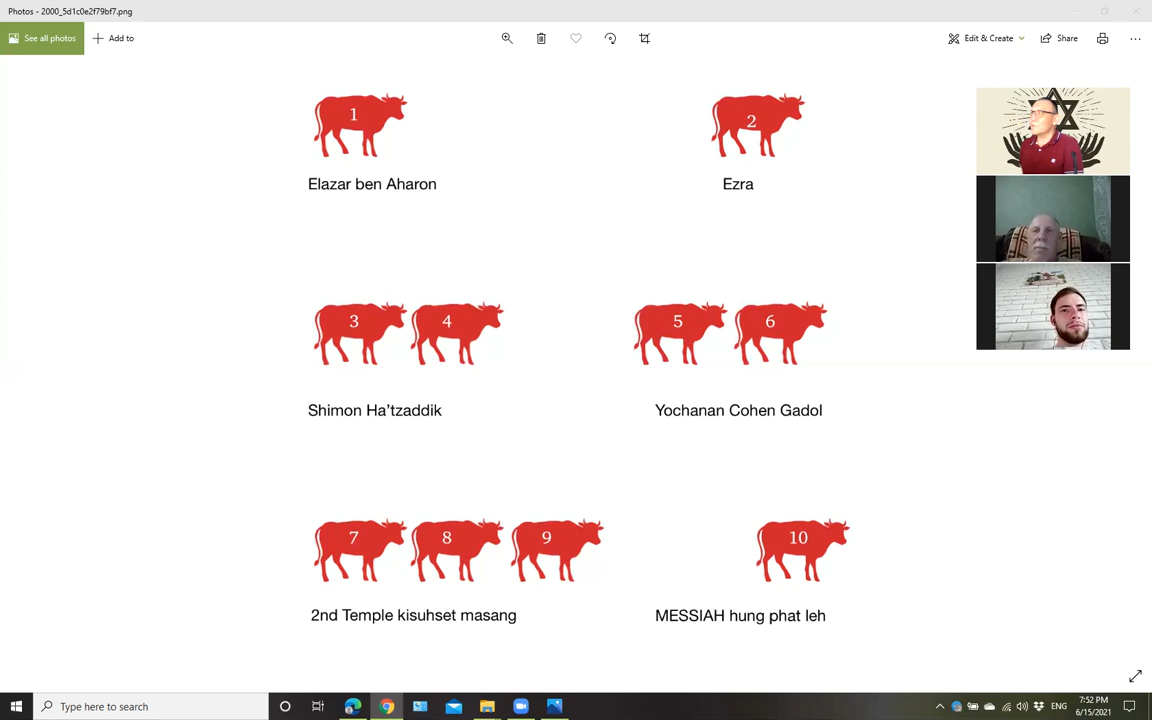 Photos - 2000_5d1c0e2f79bf7.png
See all photos
Add to
Edit & Create
Share
1
2
Elazar ben Aharon
Ezra
3
4
5
6
Shimon Ha'tzaddik
Yochanan Cohen Gadol
7
8
9
10
2nd Temple kisuhset masang
MESSIAH hung phat leh
Type here to search
ENG
7:52 PM
6/15/2021